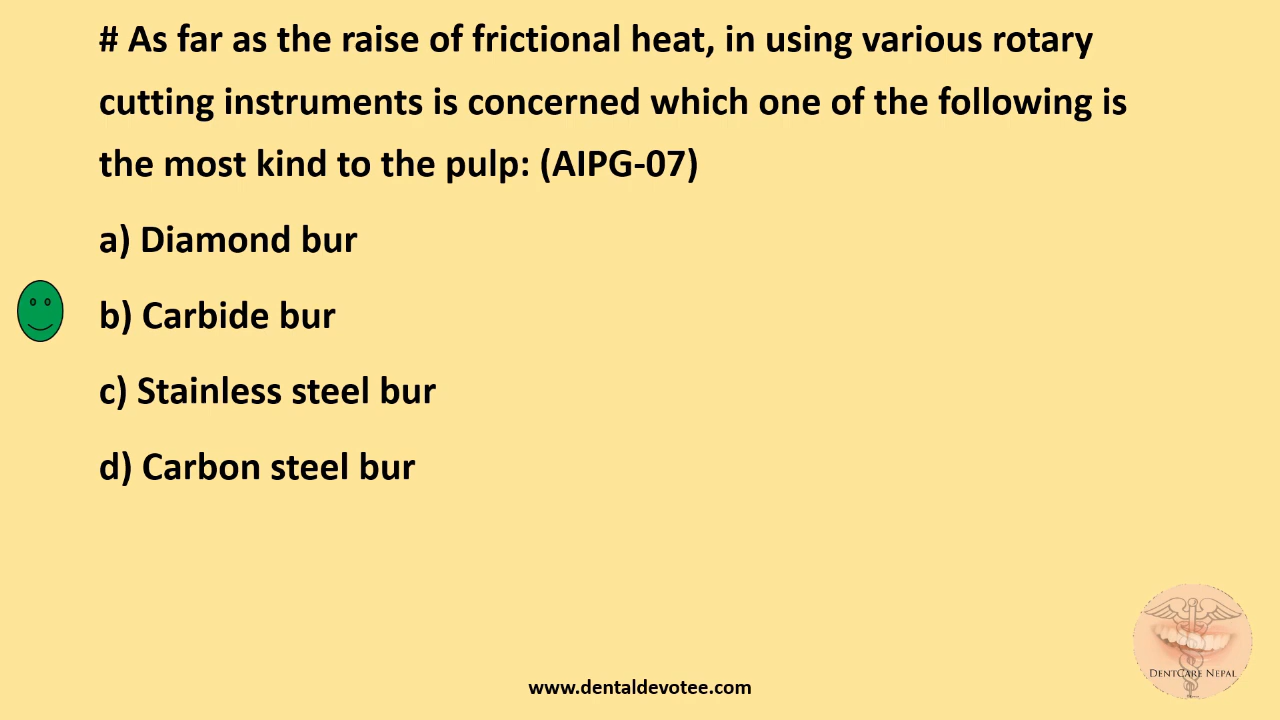 # As far as the raise of frictional heat, in using various rotary
cutting instruments is concerned which one of the following is
the most kind to the pulp: (AIPG-07)
a) Diamond bur
b) Carbide bur
c) Stainless steel bur
d) Carbon steel bur
DENTCARE NEPAL
www.dentaldevotee.com